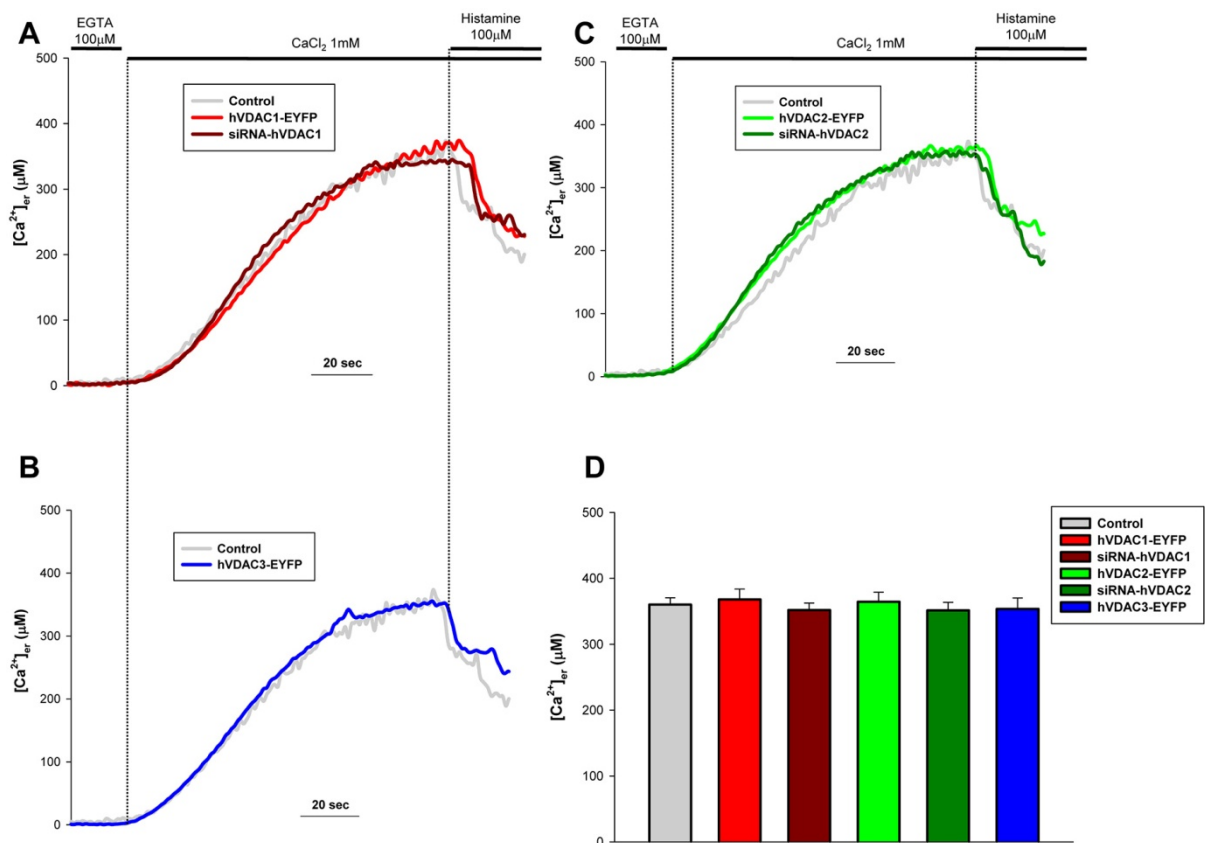 A
EGTA
100μM
CaCl₂ 1mM
Histamine
100μM
500
400
300
200
100
0
[Ca²⁺]er (μM)
Control
hVDAC1-EYFP
siRNA-hVDAC1
20 sec
C
EGTA
100μM
CaCl₂ 1mM
Histamine
100μM
500
400
300
200
100
0
[Ca²⁺]er (μM)
Control
hVDAC2-EYFP
siRNA-hVDAC2
20 sec
B
500
400
300
200
100
0
[Ca²⁺]er (μM)
Control
hVDAC3-EYFP
20 sec
D
500
400
300
200
100
0
[Ca²⁺]er (μM)
Control
hVDAC1-EYFP
siRNA-hVDAC1
hVDAC2-EYFP
siRNA-hVDAC2
hVDAC3-EYFP